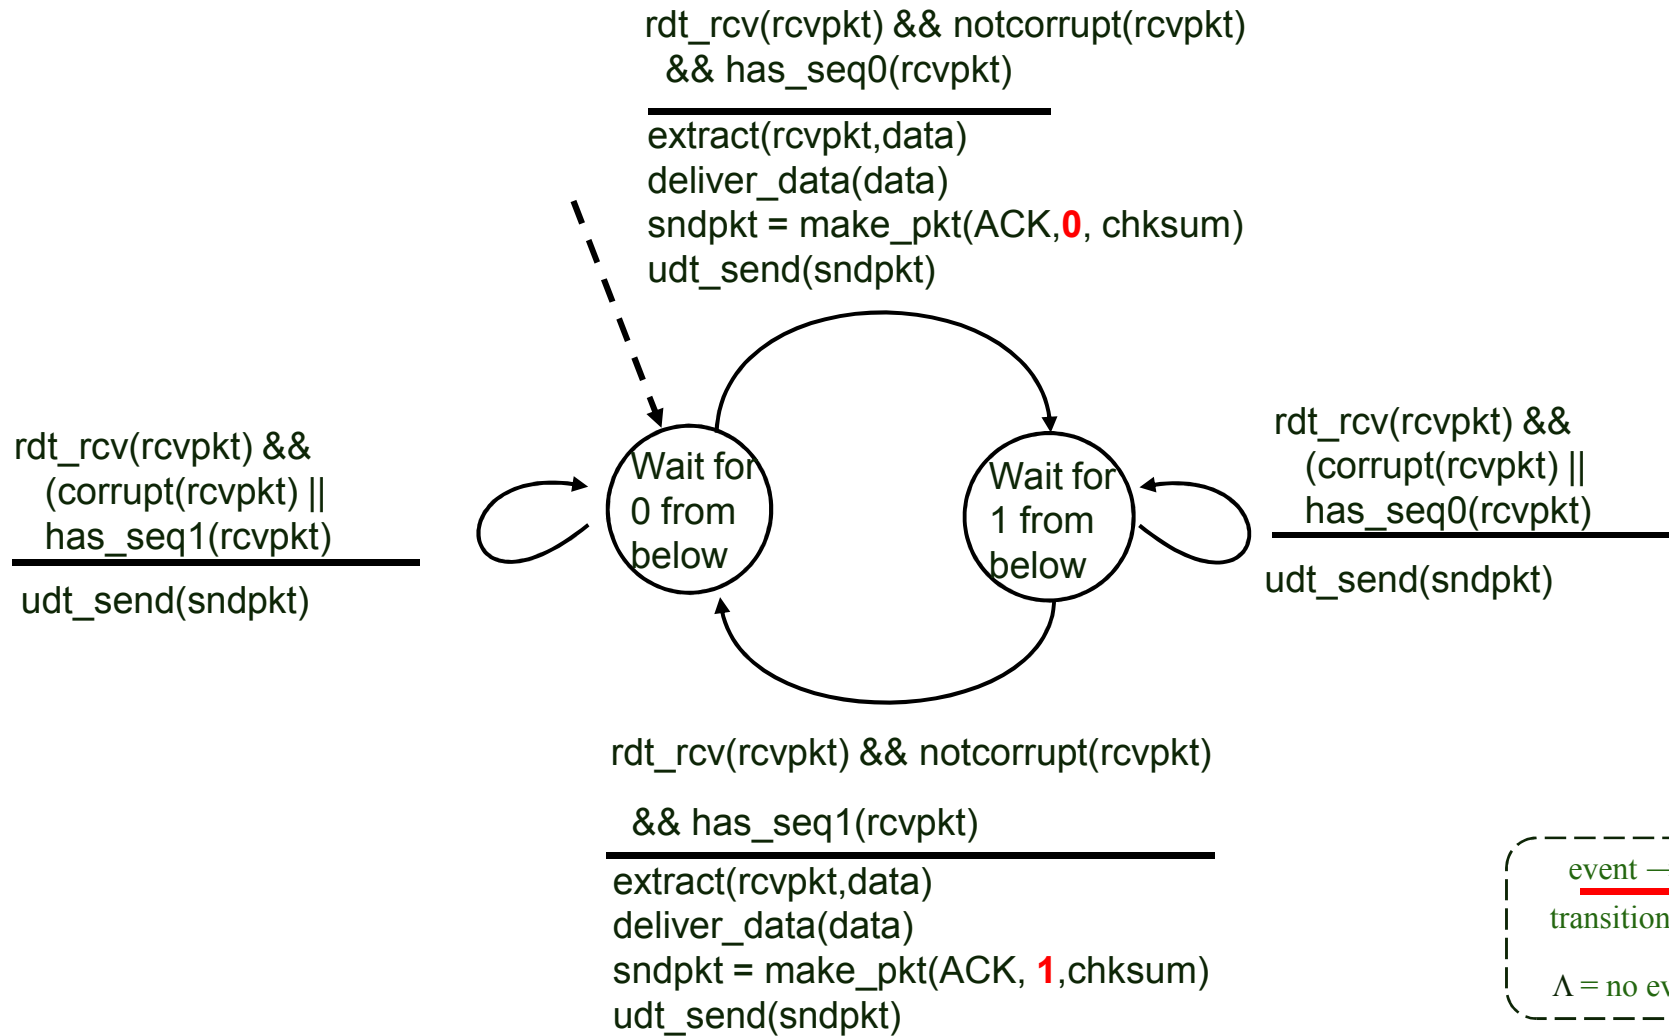 rdt_rcv(rcvpkt) && notcorrupt(rcvpkt)
&& has_seq0(rcvpkt)
extract(rcvpkt,data)
deliver_data(data)
sndpkt = make_pkt(ACK,0, chksum)
udt_send(sndpkt)
rdt_rcv(rcvpkt) &&
(corrupt(rcvpkt) ||
has_seq1(rcvpkt)
udt_send(sndpkt)
Wait for
0 from
below
Wait for
1 from
below
rdt_rcv(rcvpkt) &&
(corrupt(rcvpkt) ||
has_seq0(rcvpkt)
udt_send(sndpkt)
rdt_rcv(rcvpkt) && notcorrupt(rcvpkt)
&& has_seq1(rcvpkt)
extract(rcvpkt,data)
deliver_data(data)
sndpkt = make_pkt(ACK, 1,chksum)
udt_send(sndpkt)
event —
transition
Λ = no